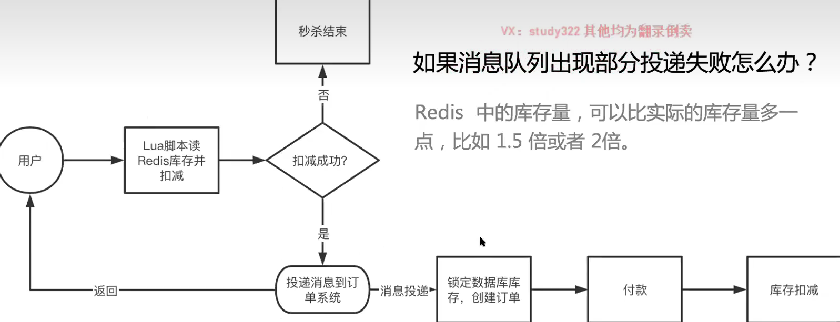 秒杀结束
VX：study322 其他均为翻录倒卖
如果消息队列出现部分投递失败怎么办？
否
Redis 中的库存量，可以比实际的库存量多一
点，比如 1.5 倍或者 2倍。
用户
Lua脚本读
Redis库存并
扣减
扣减成功?
是
返回
投递消息到订
单系统
消息投递
锁定数据库库
存，创建订单
付款
库存扣减